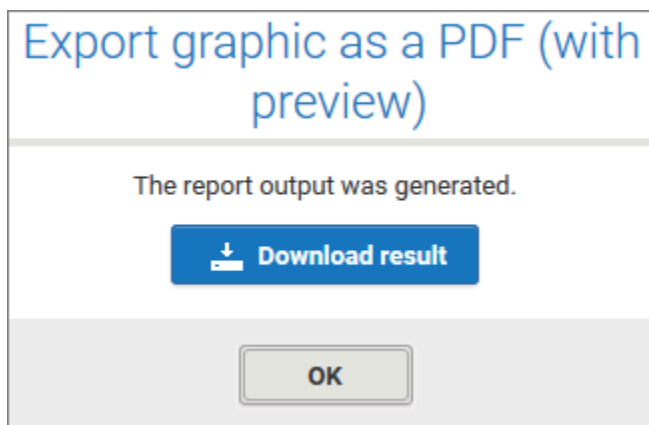 Export graphic as a PDF (with
preview)
The report output was generated.
Download result
OK